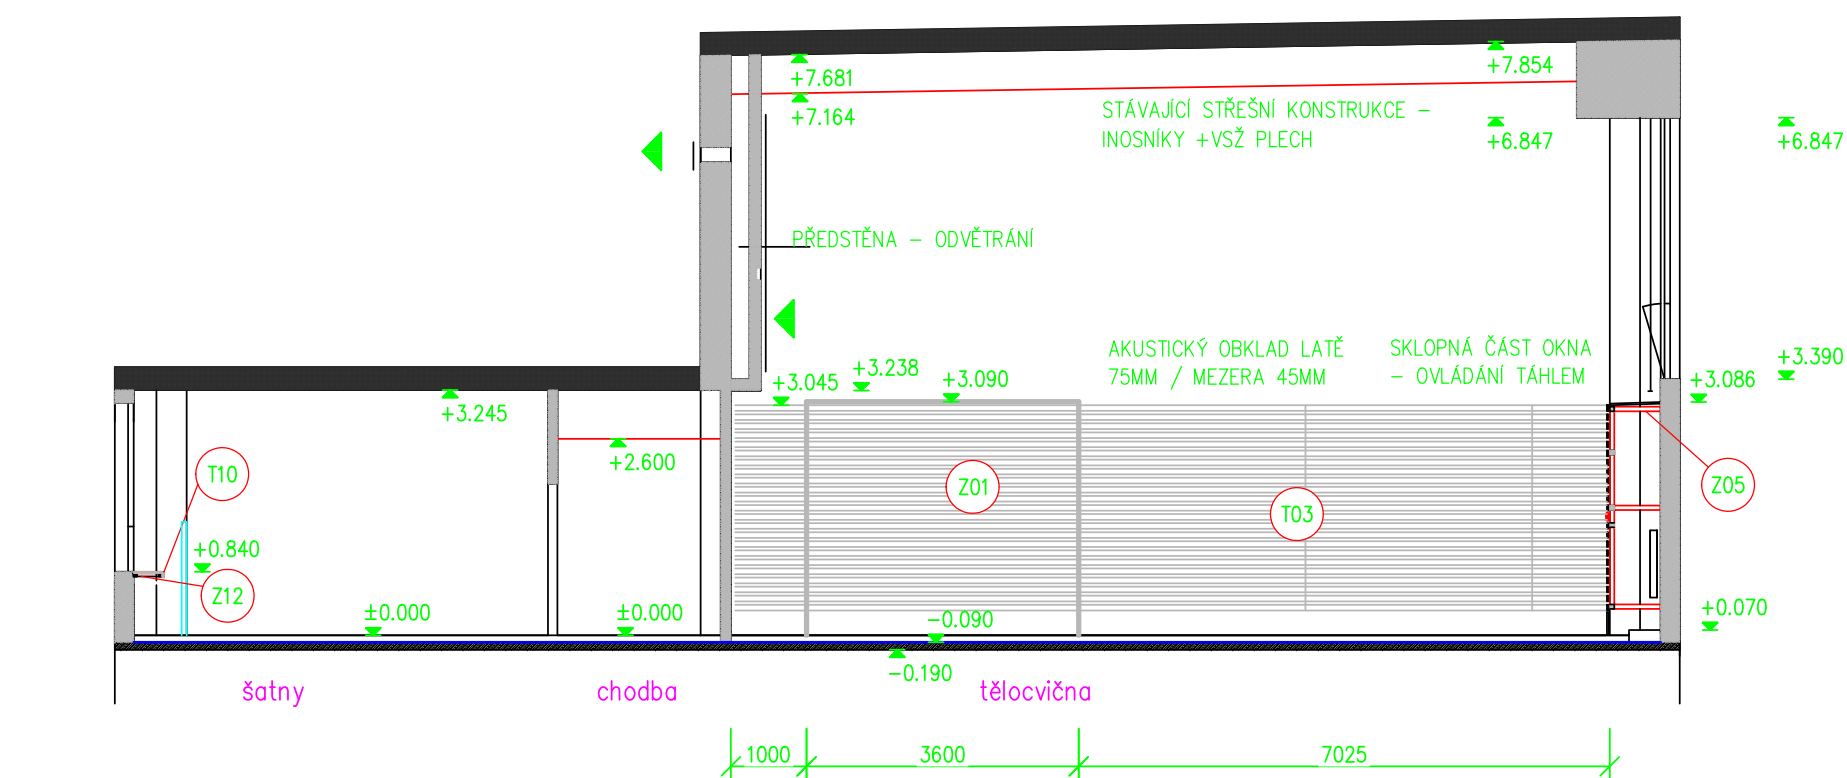 +7.681
+7.854
+7.164
STÁVAJÍCÍ STŘEŠNÍ KONSTRUKCE –
INOSNÍKY +VSŽ PLECH
+6.847
+6.847
PŘEDSTĚNA – ODVĚTRÁNÍ
AKUSTICKÝ OBKLAD LATĚ
75MM / MEZERA 45MM
SKLOPNÁ ČÁST OKNA
– OVLÁDÁNÍ TÁHLEM
+3.390
+3.238
+3.045
+3.090
+3.086
+3.245
+2.600
T10
Z01
Z05
T03
+0.840
Z12
±0.000
±0.000
–0.090
+0.070
–0.190
šatny
chodba
tělocvična
1000
3600
7025